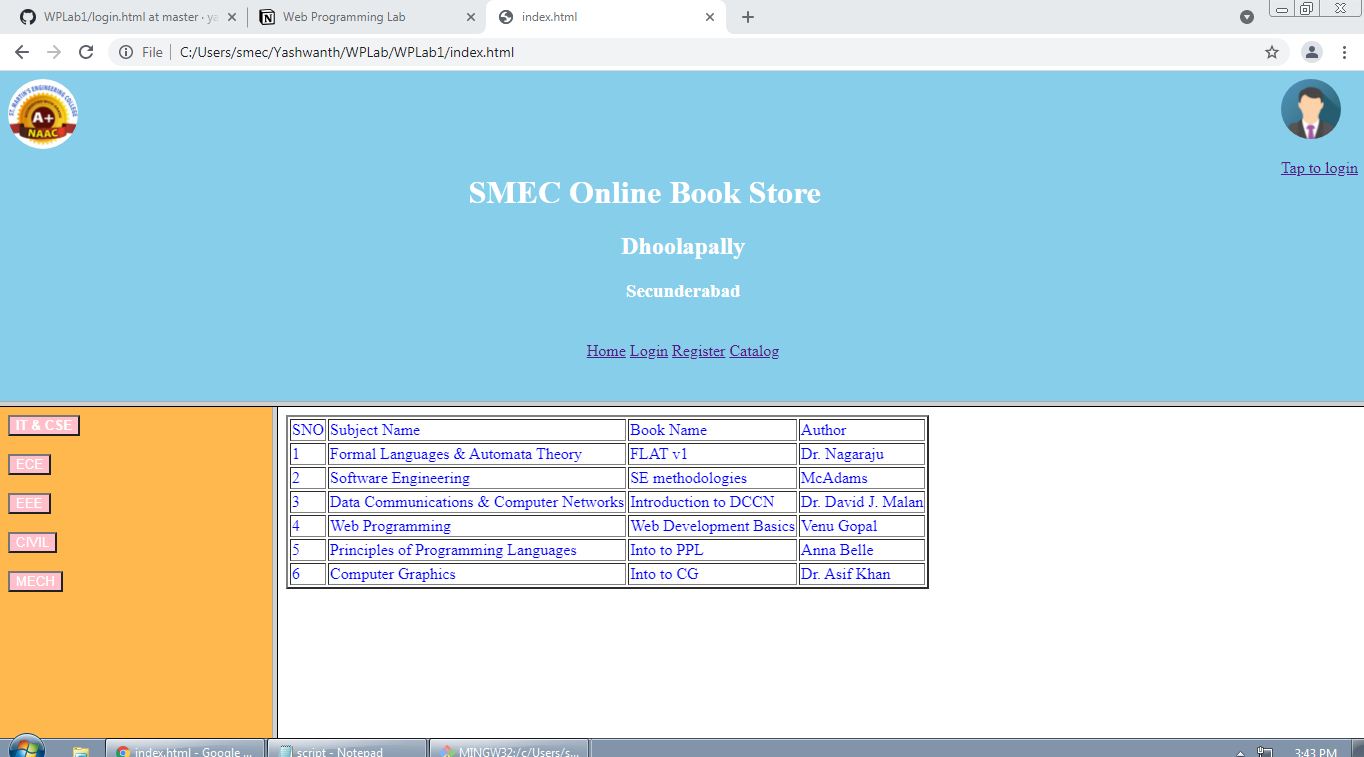 WPLab1/login.html at master · ya
Web Programming Lab
index.html
File
C:/Users/smec/Yashwanth/WPLab/WPLab1/index.html
ST. MARTIN'S ENGINEERING COLLEGE
A+
NAAC
Tap to login
SMEC Online Book Store
Dhoolapally
Secunderabad
Home Login Register Catalog
IT & CSE
ECE
EEE
CIVIL
MECH
SNO Subject Name Book Name Author
1 Formal Languages & Automata Theory FLAT v1 Dr. Nagaraju
2 Software Engineering SE methodologies McAdams
3 Data Communications & Computer Networks Introduction to DCCN Dr. David J. Malan
4 Web Programming Web Development Basics Venu Gopal
5 Principles of Programming Languages Into to PPL Anna Belle
6 Computer Graphics Into to CG Dr. Asif Khan
index.html - Google ...
script - Notepad
MINGW32:/c/Users/s...
3:43 PM